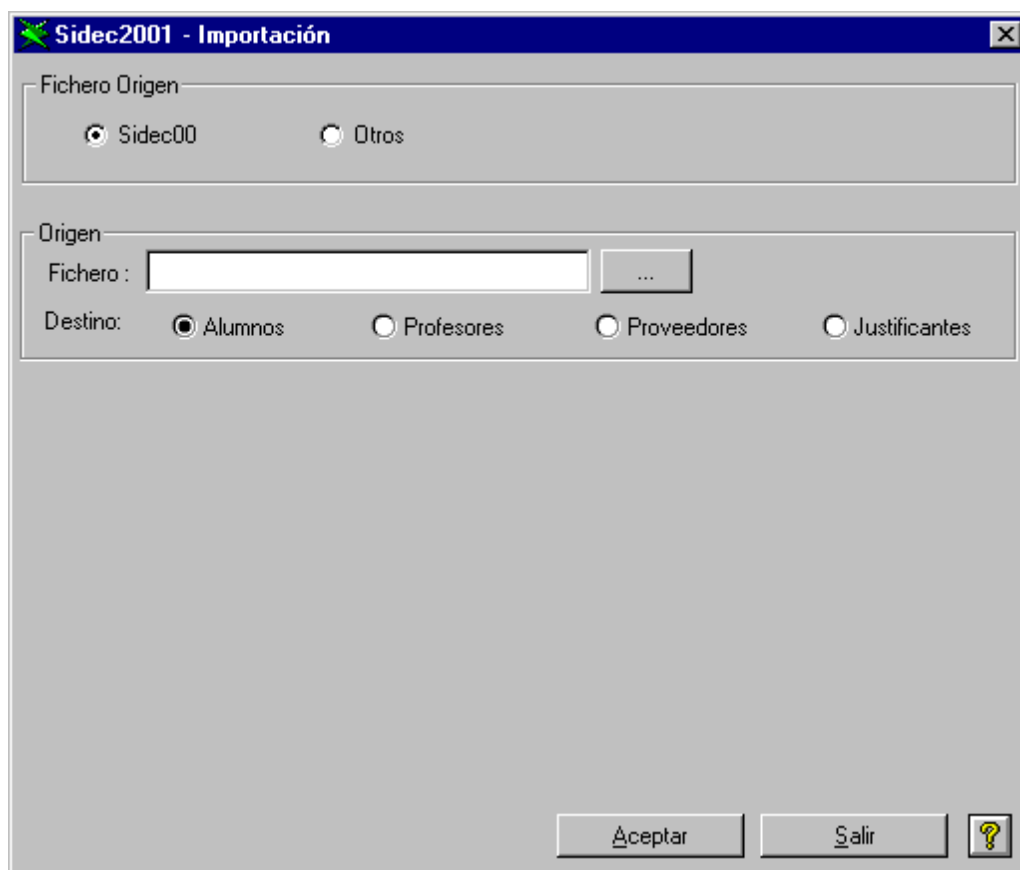 Sidec2001 - Importación
Fichero Origen
Sidec00 Otros
Origen
Fichero : ...
Destino: Alumnos Profesores Proveedores Justificantes
Aceptar Salir ?